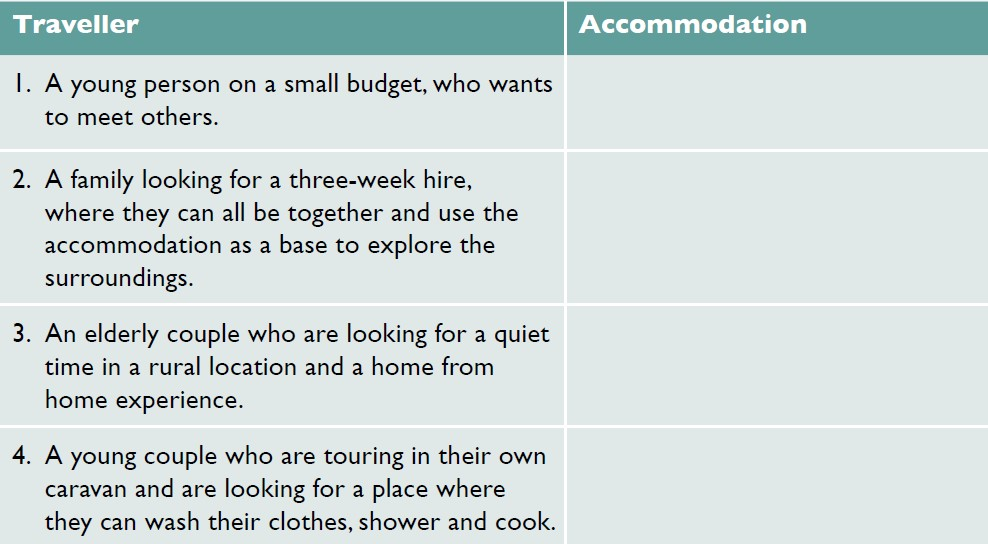 Traveller Accommodation
1. A young person on a small budget, who wants
to meet others.
2. A family looking for a three-week hire,
where they can all be together and use the
accommodation as a base to explore the
surroundings.
3. An elderly couple who are looking for a quiet
time in a rural location and a home from
home experience.
4. A young couple who are touring in their own
caravan and are looking for a place where
they can wash their clothes, shower and cook.